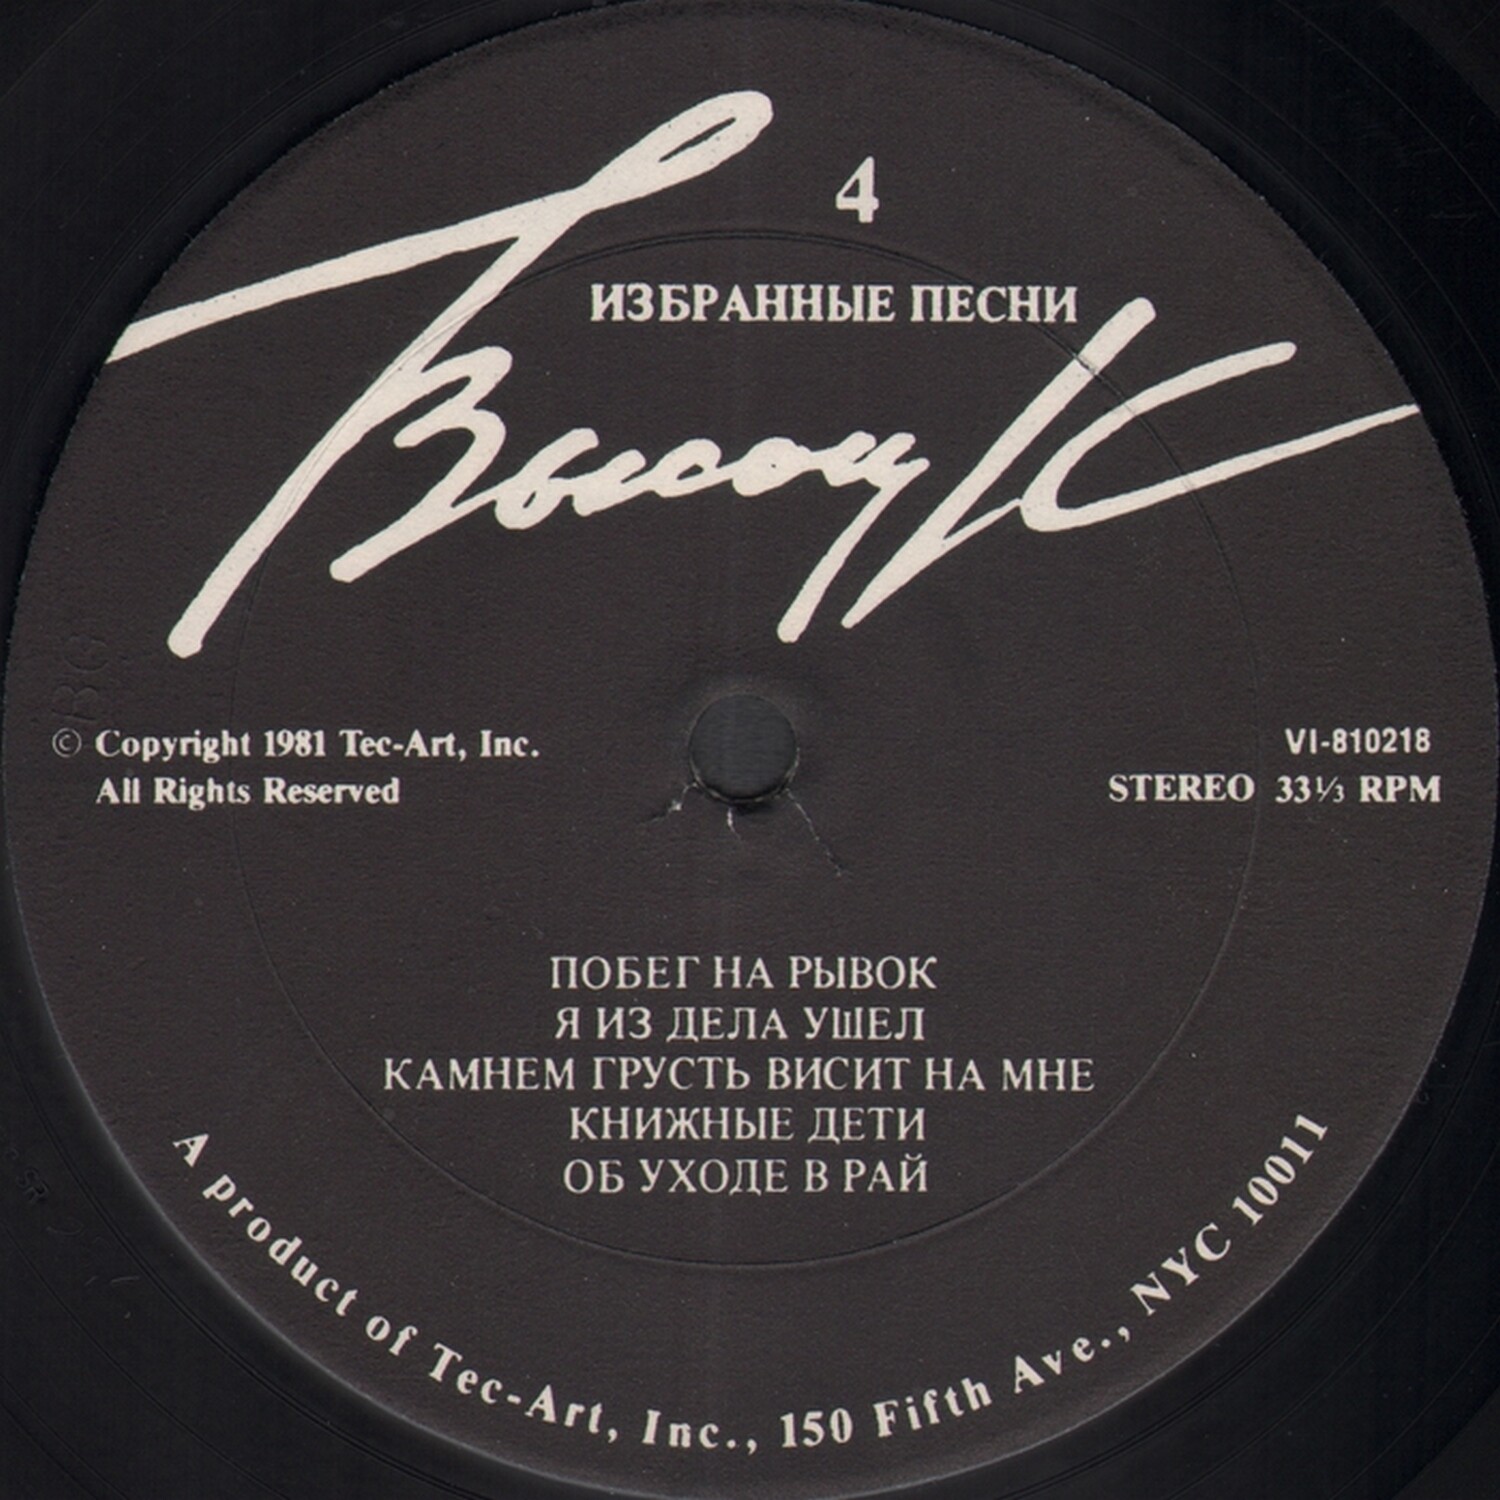 4
ИЗБРАННЫЕ ПЕСНИ
Высоц
© Copyright 1981 Tec-Art, Inc.
All Rights Reserved
VI-810218
STEREO 33⅓ RPM
ПОБЕГ НА РЫВОК
Я ИЗ ДЕЛА УШЕЛ
КАМНЕМ ГРУСТЬ ВИСИТ НА МНЕ
КНИЖНЫЕ ДЕТИ
ОБ УХОДЕ В РАЙ
A product of Tec-Art, Inc., 150 Fifth Ave., NYC 10011